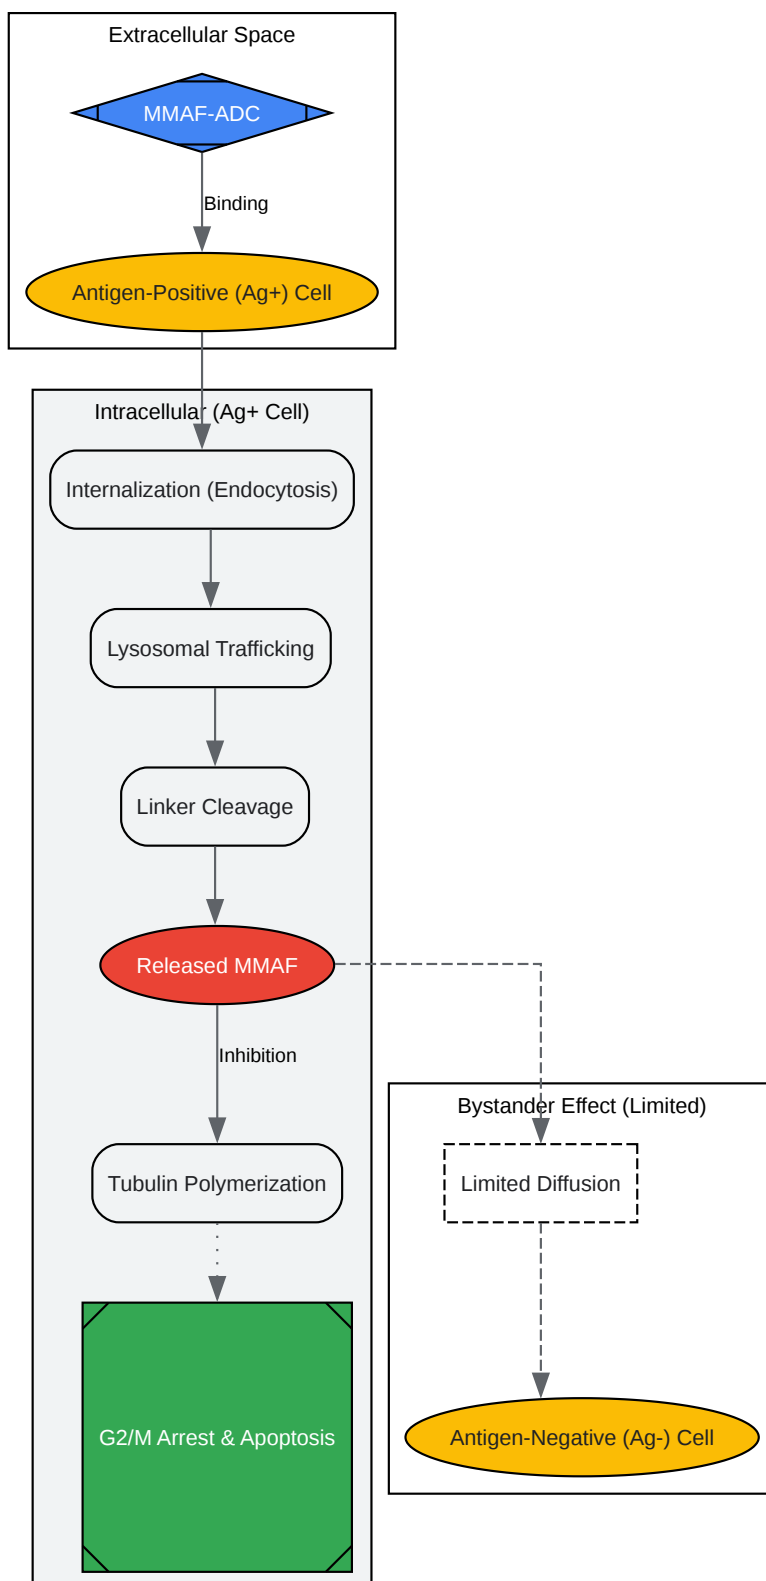 Extracellular Space
MMAF-ADC
Binding
Antigen-Positive (Ag+) Cell
Intracellular (Ag+ Cell)
Internalization (Endocytosis)
Lysosomal Trafficking
Linker Cleavage
Released MMAF
Inhibition
Tubulin Polymerization
G2/M Arrest & Apoptosis
Bystander Effect (Limited)
Limited Diffusion
Antigen-Negative (Ag-) Cell